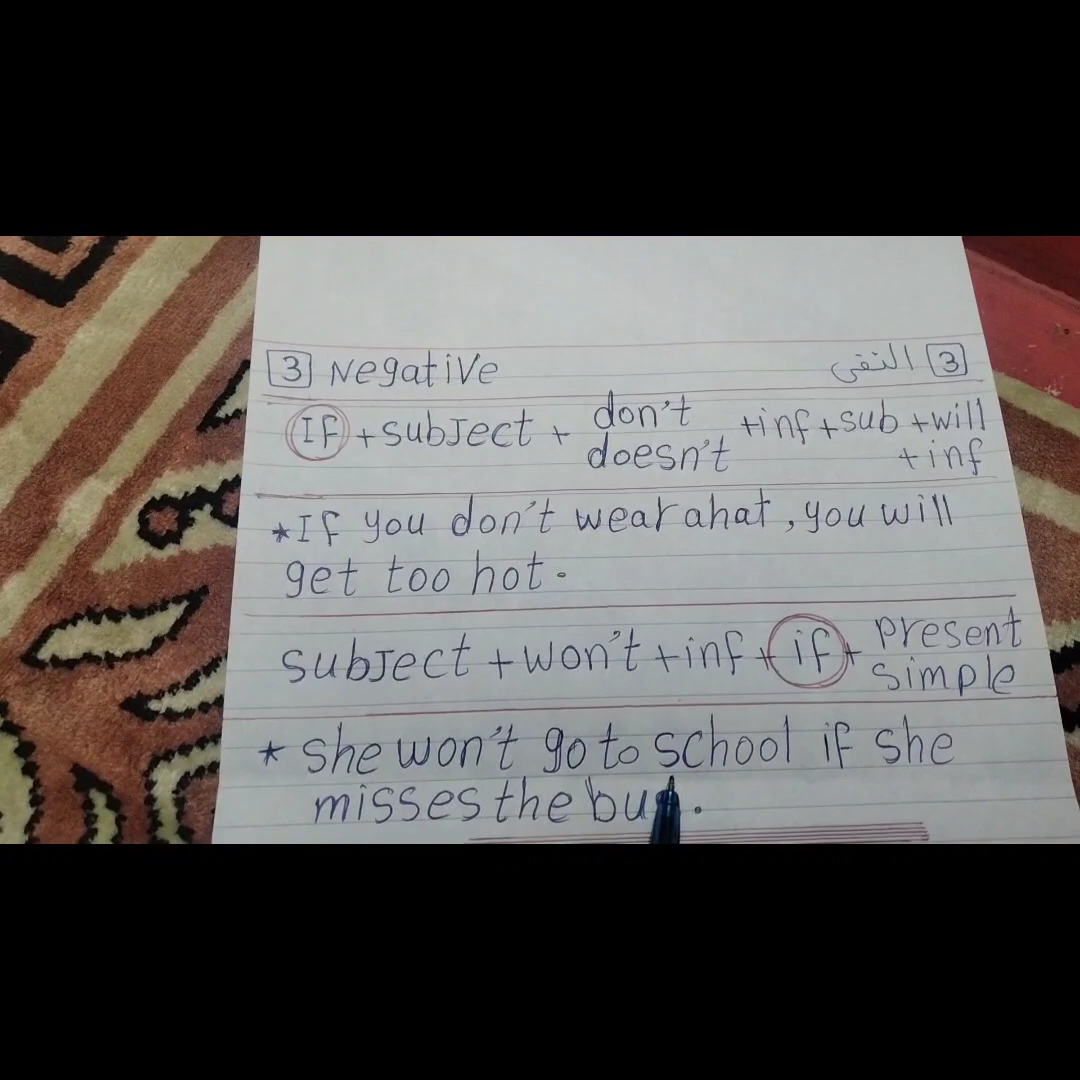 3 Negative النفى 3
If + subject + don't +inf +sub +will
doesn't +inf
*If you don't wear a hat, you will
get too hot.
subject +won't +inf + if + present
simple
* she won't go to school if she
misses the bus.